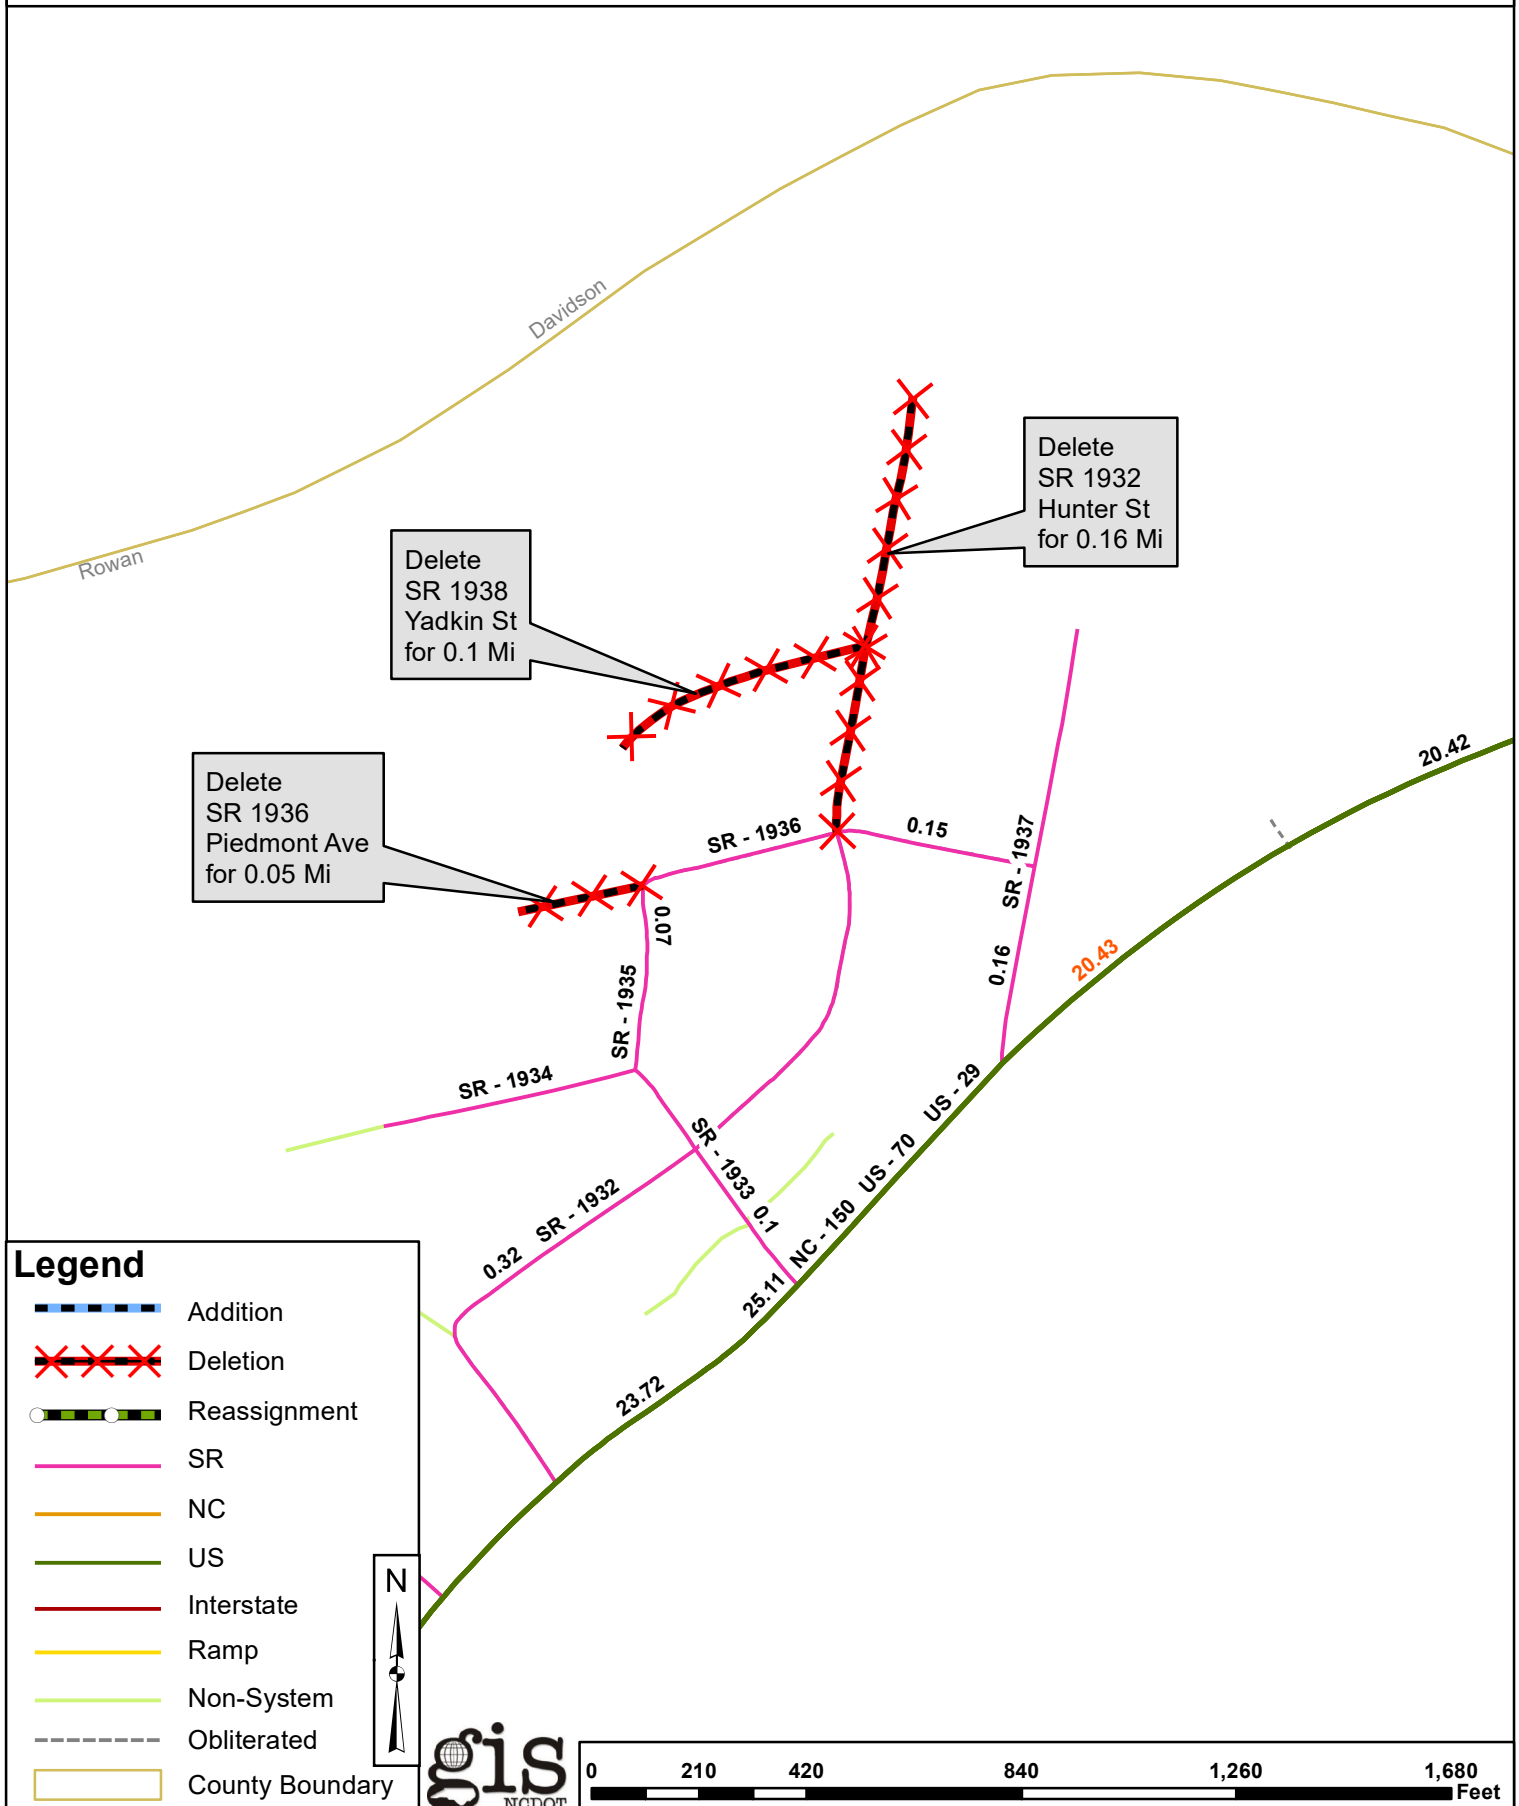 Davidson
Rowan
Delete
SR 1932
Hunter St
for 0.16 Mi
Delete
SR 1938
Yadkin St
for 0.1 Mi
Delete
SR 1936
Piedmont Ave
for 0.05 Mi
20.42
SR - 1936
0.15
SR - 1937
0.07
0.16
20.43
SR - 1935
SR - 1934
US - 29
US - 70
NC - 150
25.11
SR - 1933
0.1
SR - 1932
0.32
23.72
Legend
Addition
Deletion
Reassignment
SR
NC
US
Interstate
Ramp
Non-System
Obliterated
County Boundary
N
gis
NCDOT
0 210 420 840 1,260 1,680
Feet